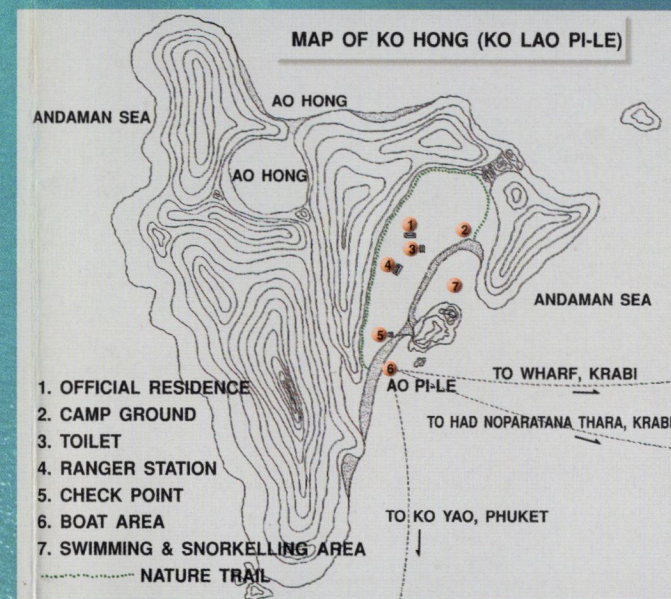 MAP OF KO HONG (KO LAO PI-LE)
AO HONG
ANDAMAN SEA
AO HONG
1
2
3
4
7
ANDAMAN SEA
5
6
TO WHARF, KRABI
AO PI-LE
TO HAD NOPARATANA THARA, KRABI
TO KO YAO, PHUKET
1. OFFICIAL RESIDENCE
2. CAMP GROUND
3. TOILET
4. RANGER STATION
5. CHECK POINT
6. BOAT AREA
7. SWIMMING & SNORKELLING AREA
NATURE TRAIL